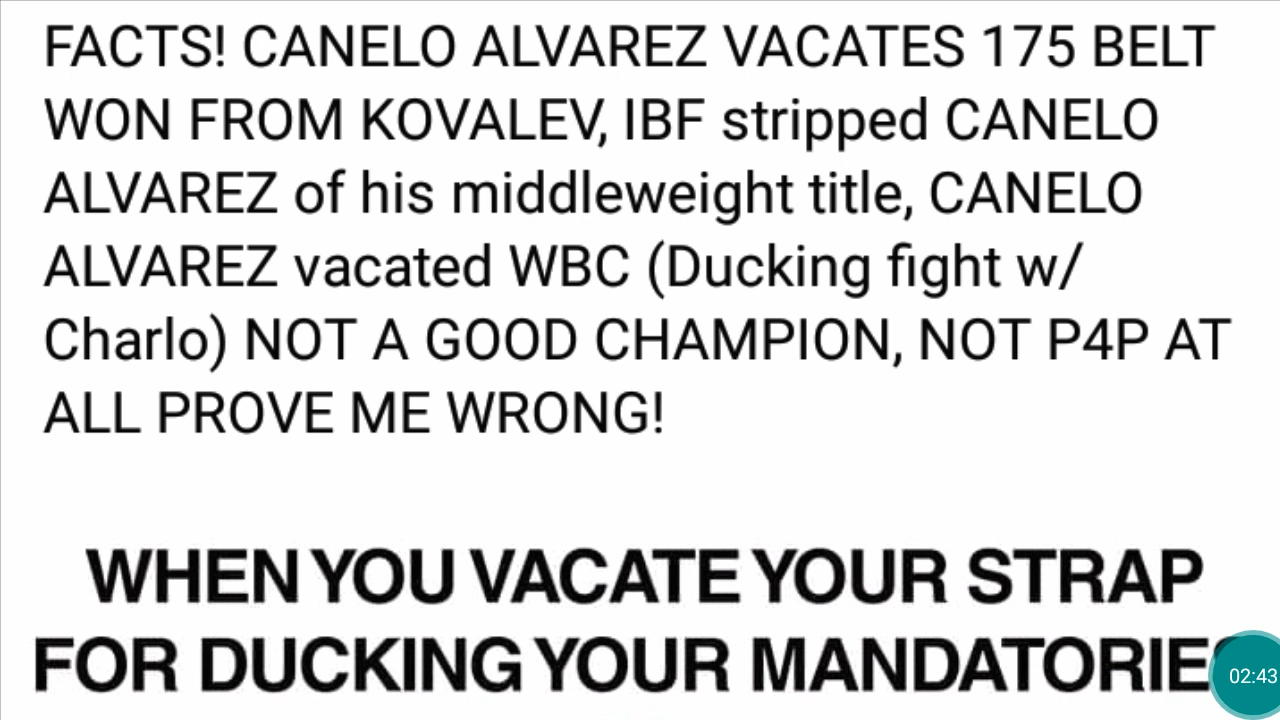 FACTS! CANELO ALVAREZ VACATES 175 BELT
WON FROM KOVALEV, IBF stripped CANELO
ALVAREZ of his middleweight title, CANELO
ALVAREZ vacated WBC (Ducking fight w/
Charlo) NOT A GOOD CHAMPION, NOT P4P AT
ALL PROVE ME WRONG!
WHEN YOU VACATE YOUR STRAP
FOR DUCKING YOUR MANDATORIES
02:43